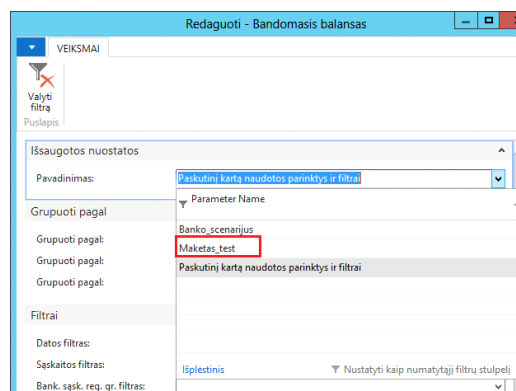 Redaguoti - Bandomasis balansas
VEIKSMAI
Valyti
filtrą
Puslapis
Išsaugotos nuostatos
Pavadinimas:
Paskutinį kartą naudotos parinktys ir filtrai
Parameter Name
Grupuoti pagal
Banko_scenarijus
Grupuoti pagal:
Maketas_test
Grupuoti pagal:
Paskutinį kartą naudotos parinktys ir filtrai
Grupuoti pagal:
Filtrai
Datos filtras:
Sąskaitos filtras:
Išplėstinis
Nustatyti kaip numatytąjį filtrų stulpelį
Bank. sąsk. reg. gr. filtras: